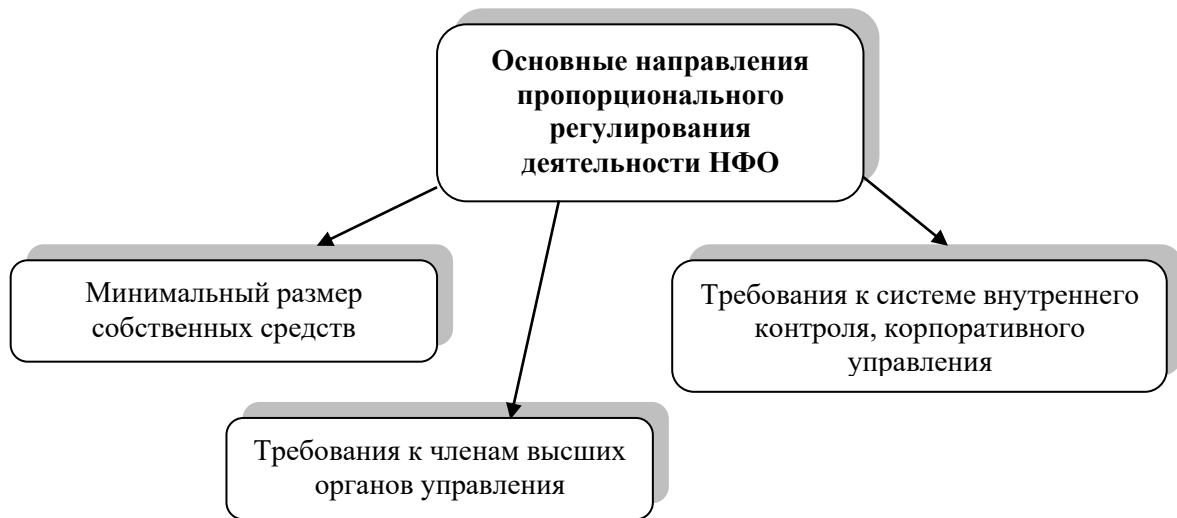 Основные направления
пропорционального
регулирования
деятельности НФО
Минимальный размер
собственных средств
Требования к системе внутреннего
контроля, корпоративного
управления
Требования к членам высших
органов управления